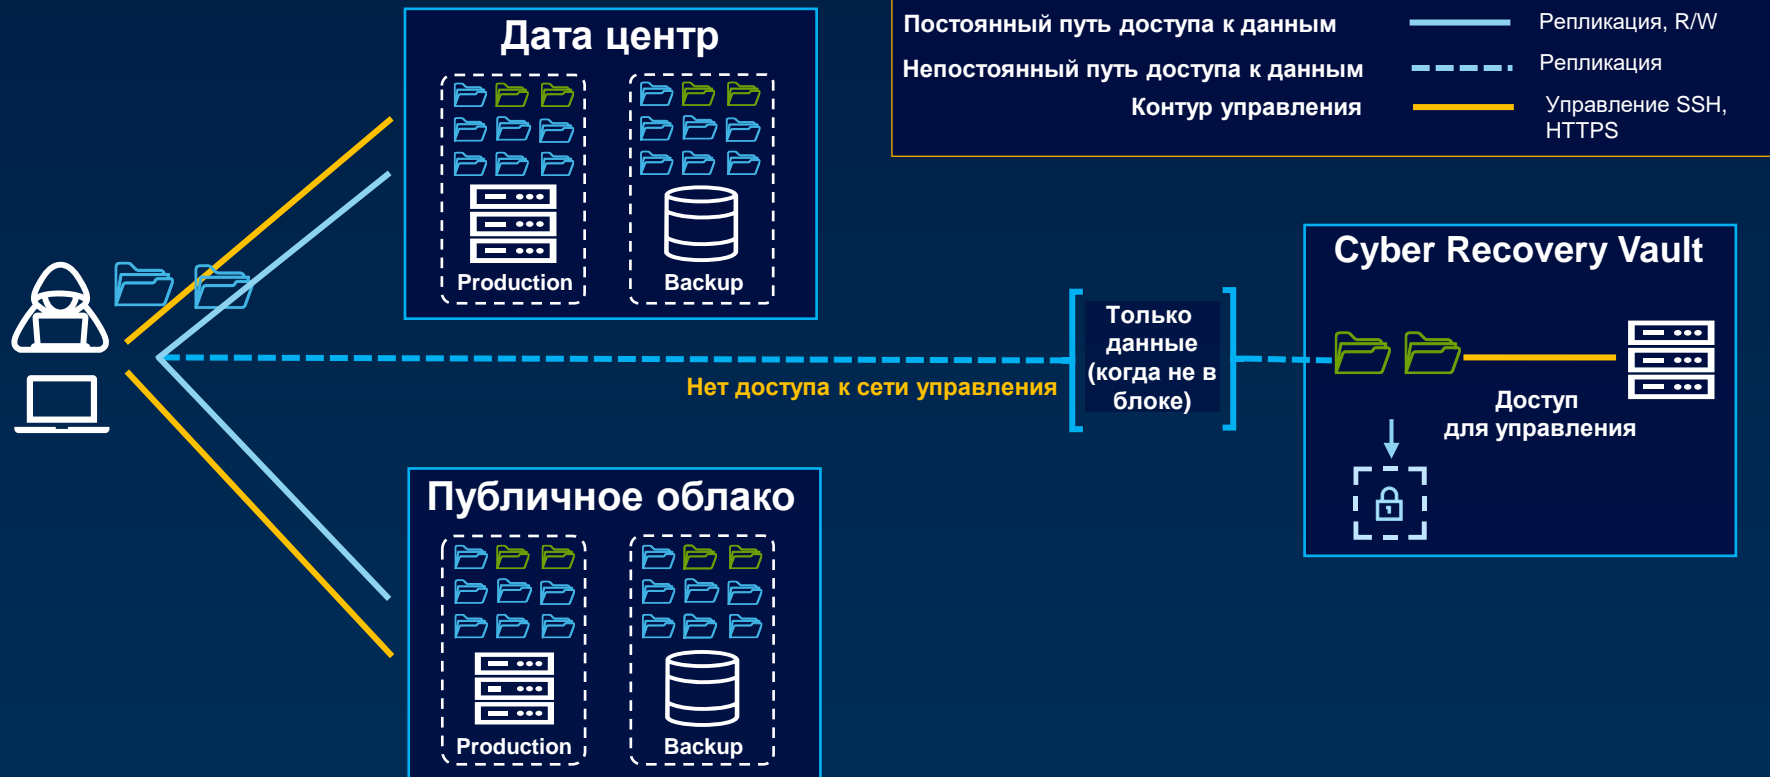 Дата центр
Production
Backup
Постоянный путь доступа к данным
Репликация, R/W
Непостоянный путь доступа к данным
Репликация
Контур управления
Управление SSH,
HTTPS
Нет доступа к сети управления
Только
данные
(когда не в
блоке)
Cyber Recovery Vault
Доступ
для управления
Публичное облако
Production
Backup